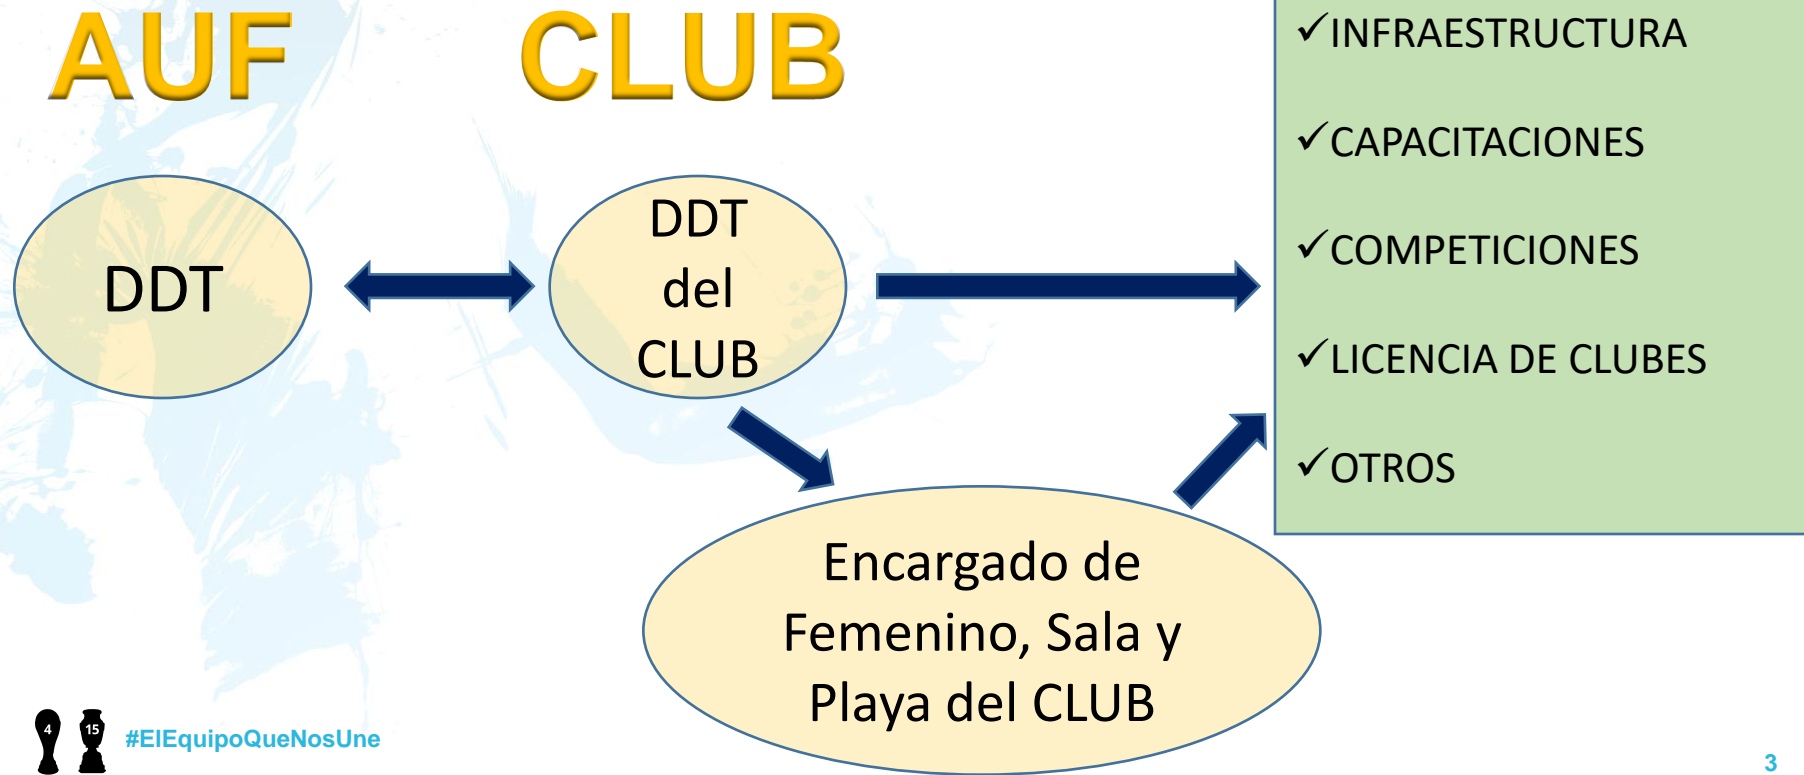 AUF
CLUB
DDT
DDT
del
CLUB
✓INFRAESTRUCTURA
✓CAPACITACIONES
✓COMPETICIONES
✓LICENCIA DE CLUBES
✓OTROS
Encargado de
Femenino, Sala y
Playa del CLUB
4
15
#ElEquipoQueNosUne
3